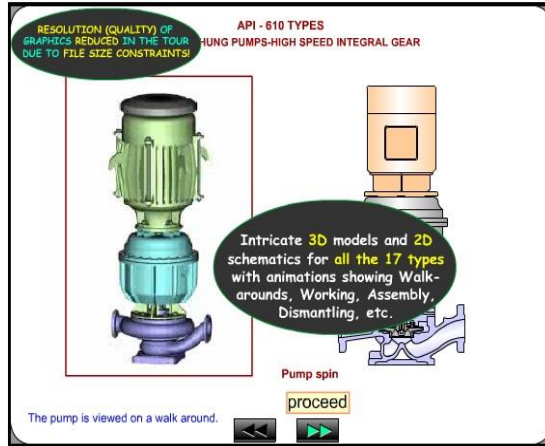 RESOLUTION (QUALITY) OF
GRAPHICS REDUCED IN THE TOUR
DUE TO FILE SIZE CONSTRAINTS!
API - 610 TYPES
HUNG PUMPS-HIGH SPEED INTEGRAL GEAR
Intricate 3D models and 2D
schematics for all the 17 types
with animations showing Walk-
arounds, Working, Assembly,
Dismantling, etc.
Pump spin
proceed
The pump is viewed on a walk around.